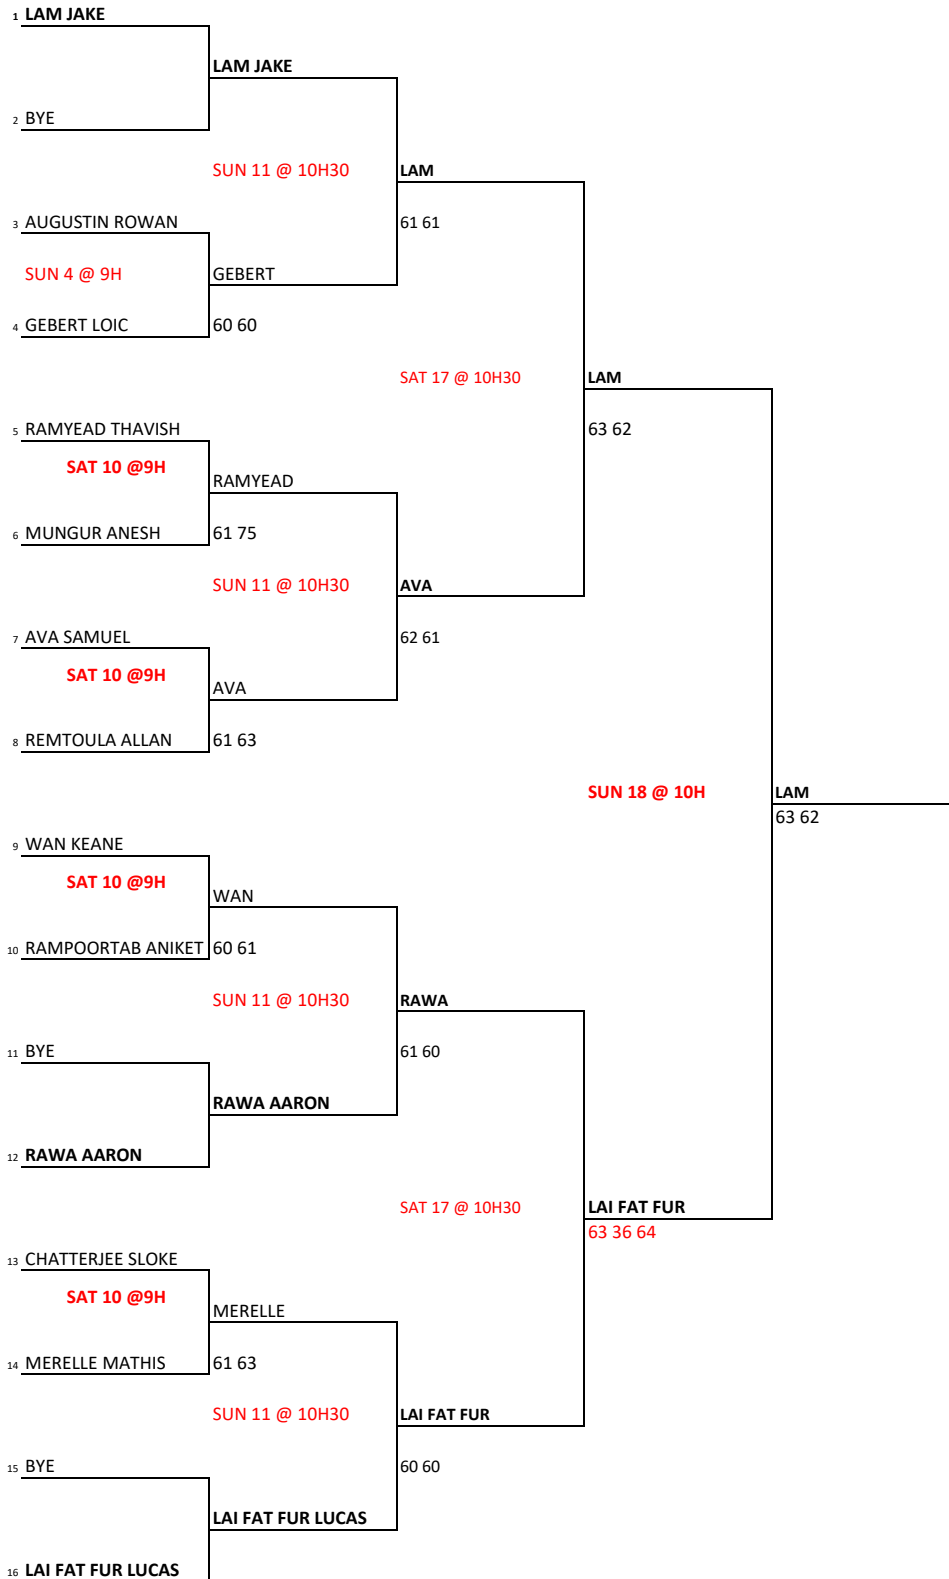 1 LAM JAKE
LAM JAKE
2 BYE
SUN 11 @ 10H30 LAM
3 AUGUSTIN ROWAN 61 61
SUN 4 @ 9H GEBERT
4 GEBERT LOIC 60 60
SAT 17 @ 10H30 LAM
5 RAMYEAD THAVISH 63 62
SAT 10 @9H
RAMYEAD
6 MUNGUR ANESH 61 75
SUN 11 @ 10H30 AVA
7 AVA SAMUEL 62 61
SAT 10 @9H
AVA
8 REMTOULA ALLAN 61 63
SUN 18 @ 10H LAM
63 62
9 WAN KEANE
SAT 10 @9H
WAN
10 RAMPOORTAB ANIKET 60 61
SUN 11 @ 10H30 RAWA
11 BYE 61 60
RAWA AARON
12 RAWA AARON
SAT 17 @ 10H30 LAI FAT FUR
63 36 64
13 CHATTERJEE SLOKE
SAT 10 @9H
MERELLE
14 MERELLE MATHIS 61 63
SUN 11 @ 10H30 LAI FAT FUR
15 BYE 60 60
LAI FAT FUR LUCAS
16 LAI FAT FUR LUCAS